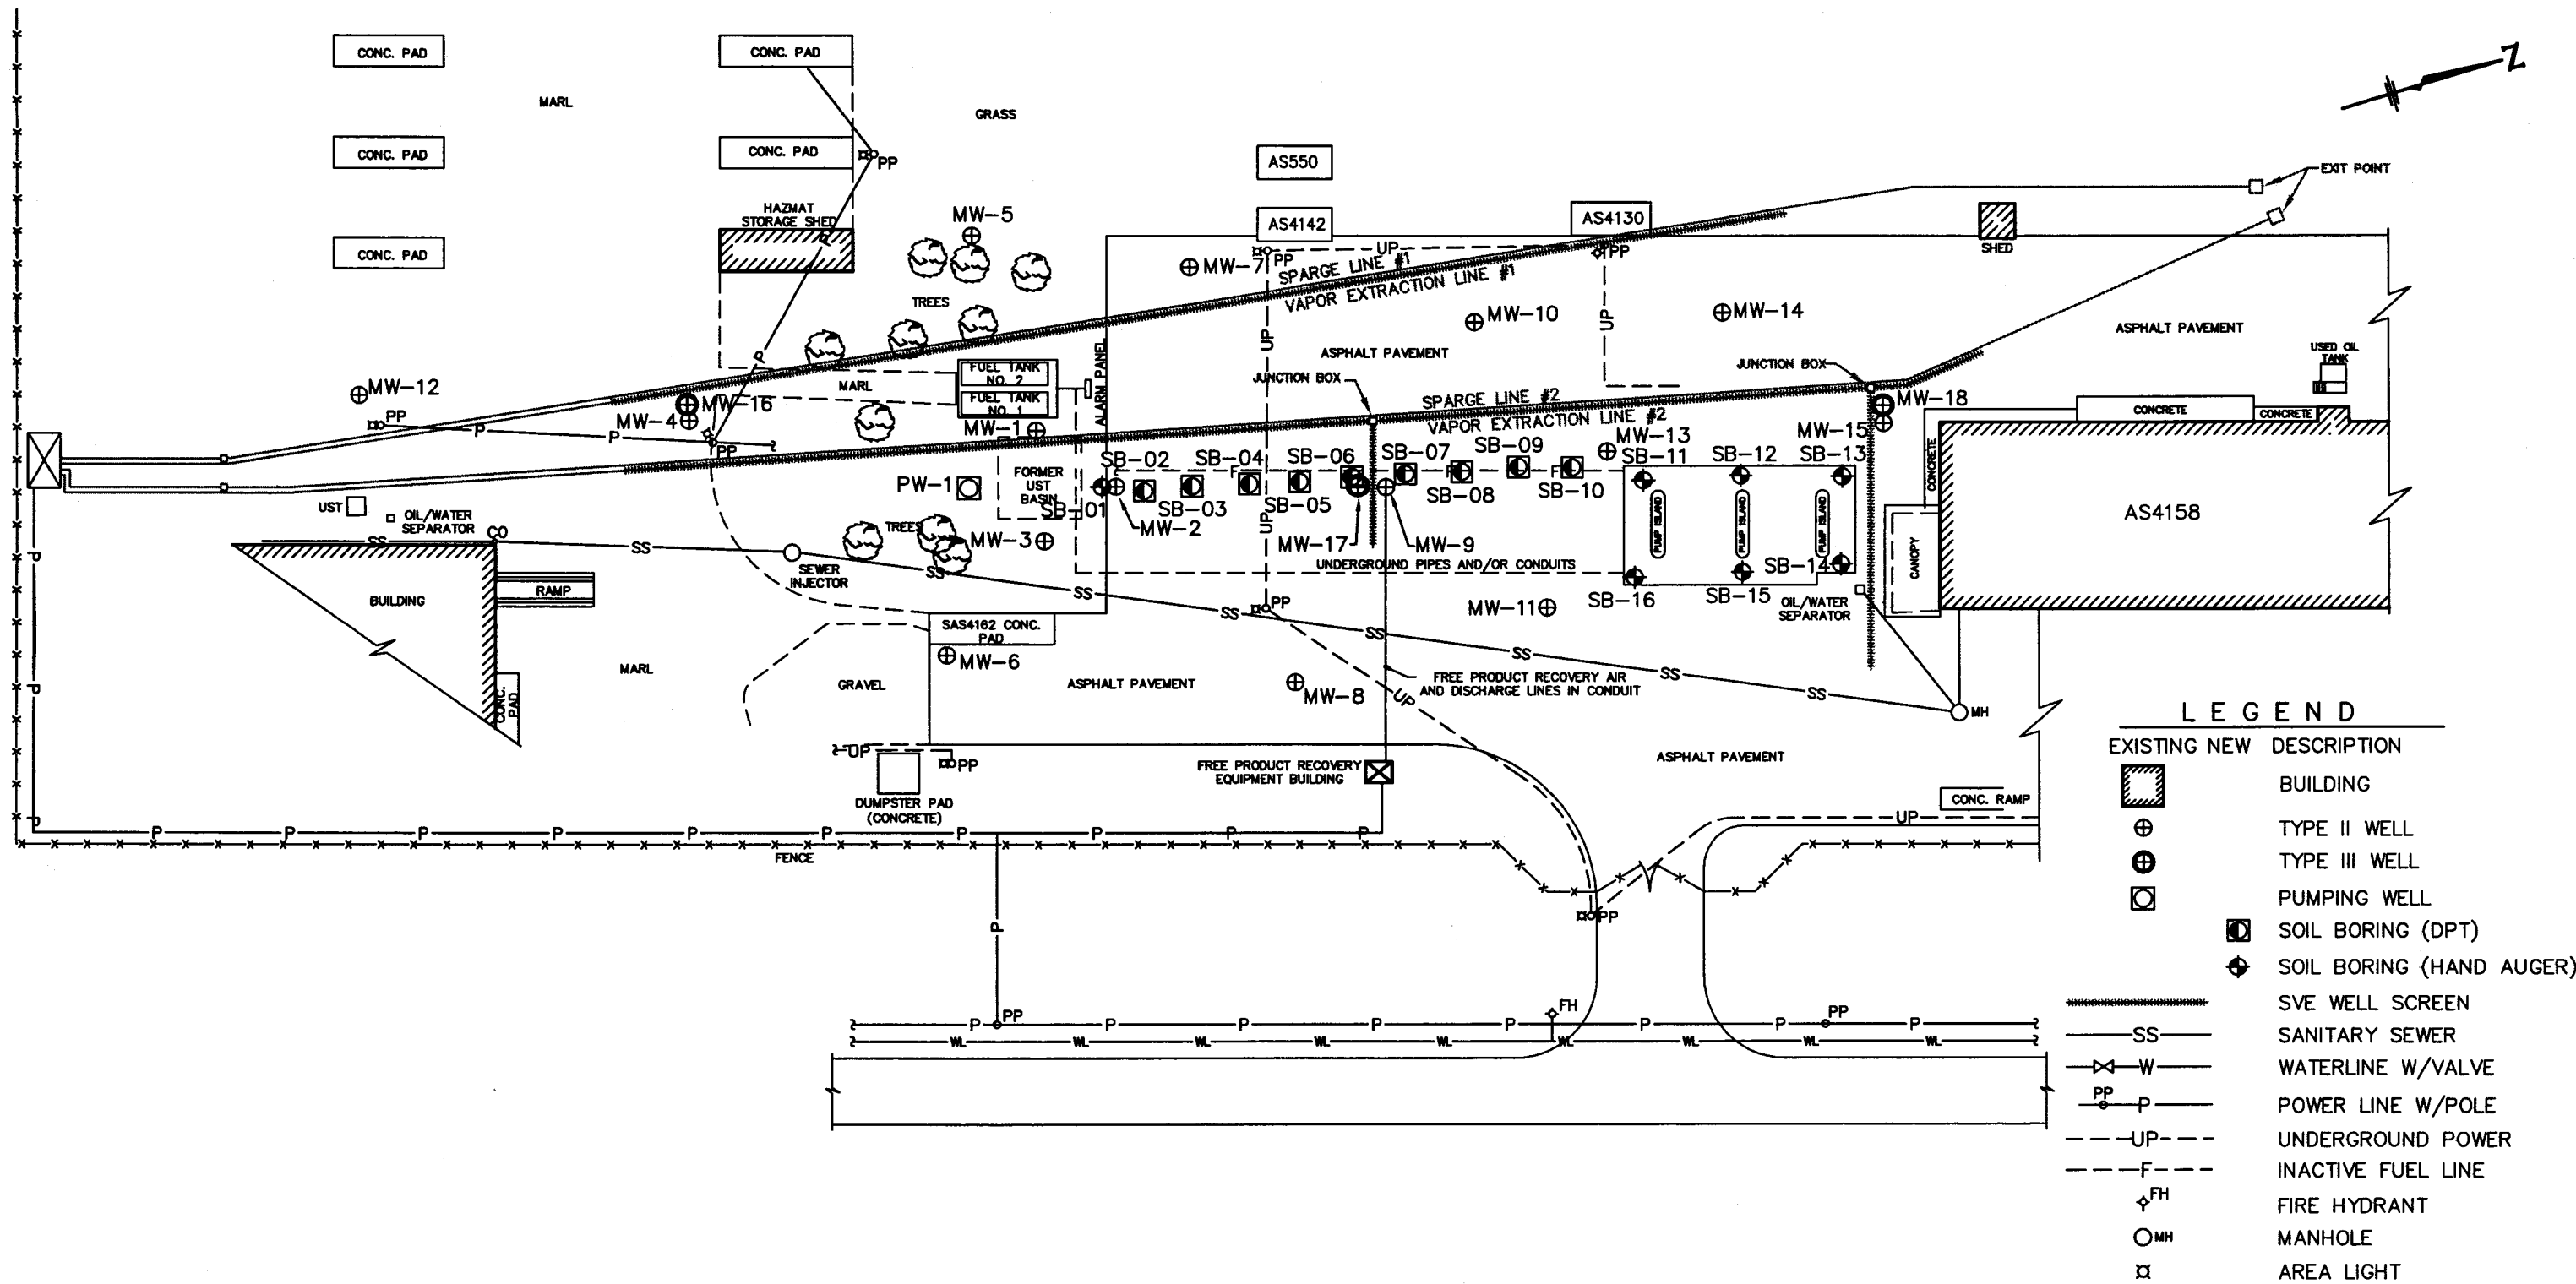 CONC. PAD
CONC. PAD
Z
MARL
GRASS
CONC. PAD
CONC. PAD
PP
AS550
EXIT POINT
HAZMAT
STORAGE SHED
MW-5
AS4142
AS4130
CONC. PAD
P
UP
PP
PP
SHED
MW-7
SPARGE LINE #1
VAPOR EXTRACTION LINE #1
TREES
MW-10
MW-14
UP
UP
ASPHALT PAVEMENT
ASPHALT PAVEMENT
P
ALARM PANEL
USED OIL
TANK
FUEL TANK
NO. 2
JUNCTION BOX
JUNCTION BOX
MARL
MW-12
FUEL TANK
NO. 1
SPARGE LINE #2
VAPOR EXTRACTION LINE #2
MW-16
MW-18
MW-4
PP
P
P
PP
MW-1
MW-13
MW-15
CONCRETE
CONCRETE
CONCRETE
SB-02
SB-04
SB-06
SB-07
SB-09
SB-11
SB-12
SB-13
F
F
F
FORMER
UST
BASIN
PW-1
SB-01
SB-03
SB-05
SB-08
SB-10
UST
OIL/WATER
SEPARATOR
MW-2
UP
PUMP ISLAND
PUMP ISLAND
PUMP ISLAND
AS4158
TREES
MW-3
MW-17
MW-9
CO
SS
SS
SEWER
INJECTOR
SS
SS
UNDERGROUND PIPES AND/OR CONDUITS
SB-14
CANOPY
P
BUILDING
RAMP
SB-16
SB-15
OIL/WATER
SEPARATOR
PP
SS
MW-11
SAS4162 CONC.
PAD
SS
SS
SS
SS
MW-6
MARL
GRAVEL
ASPHALT PAVEMENT
MW-8
FREE PRODUCT RECOVERY AIR
AND DISCHARGE LINES IN CONDUIT
UP
P
CONC.
PAD
MH
UP
PP
FREE PRODUCT RECOVERY
EQUIPMENT BUILDING
ASPHALT PAVEMENT
DUMPSTER PAD
(CONCRETE)
CONC. RAMP
UP
P
P
P
P
P
P
P
P
P
P
P
FENCE
PP
P
PP
P
P
P
P
P
P
P
PP
P
FH
WL
WL
WL
WL
WL
WL
WL
WL
WL
LEGEND
EXISTING NEW DESCRIPTION
BUILDING
TYPE II WELL
TYPE III WELL
PUMPING WELL
SOIL BORING (DPT)
SOIL BORING (HAND AUGER)
SVE WELL SCREEN
SS SANITARY SEWER
W WATERLINE W/VALVE
PP P POWER LINE W/POLE
UP UNDERGROUND POWER
F INACTIVE FUEL LINE
FH FIRE HYDRANT
MH MANHOLE
AREA LIGHT